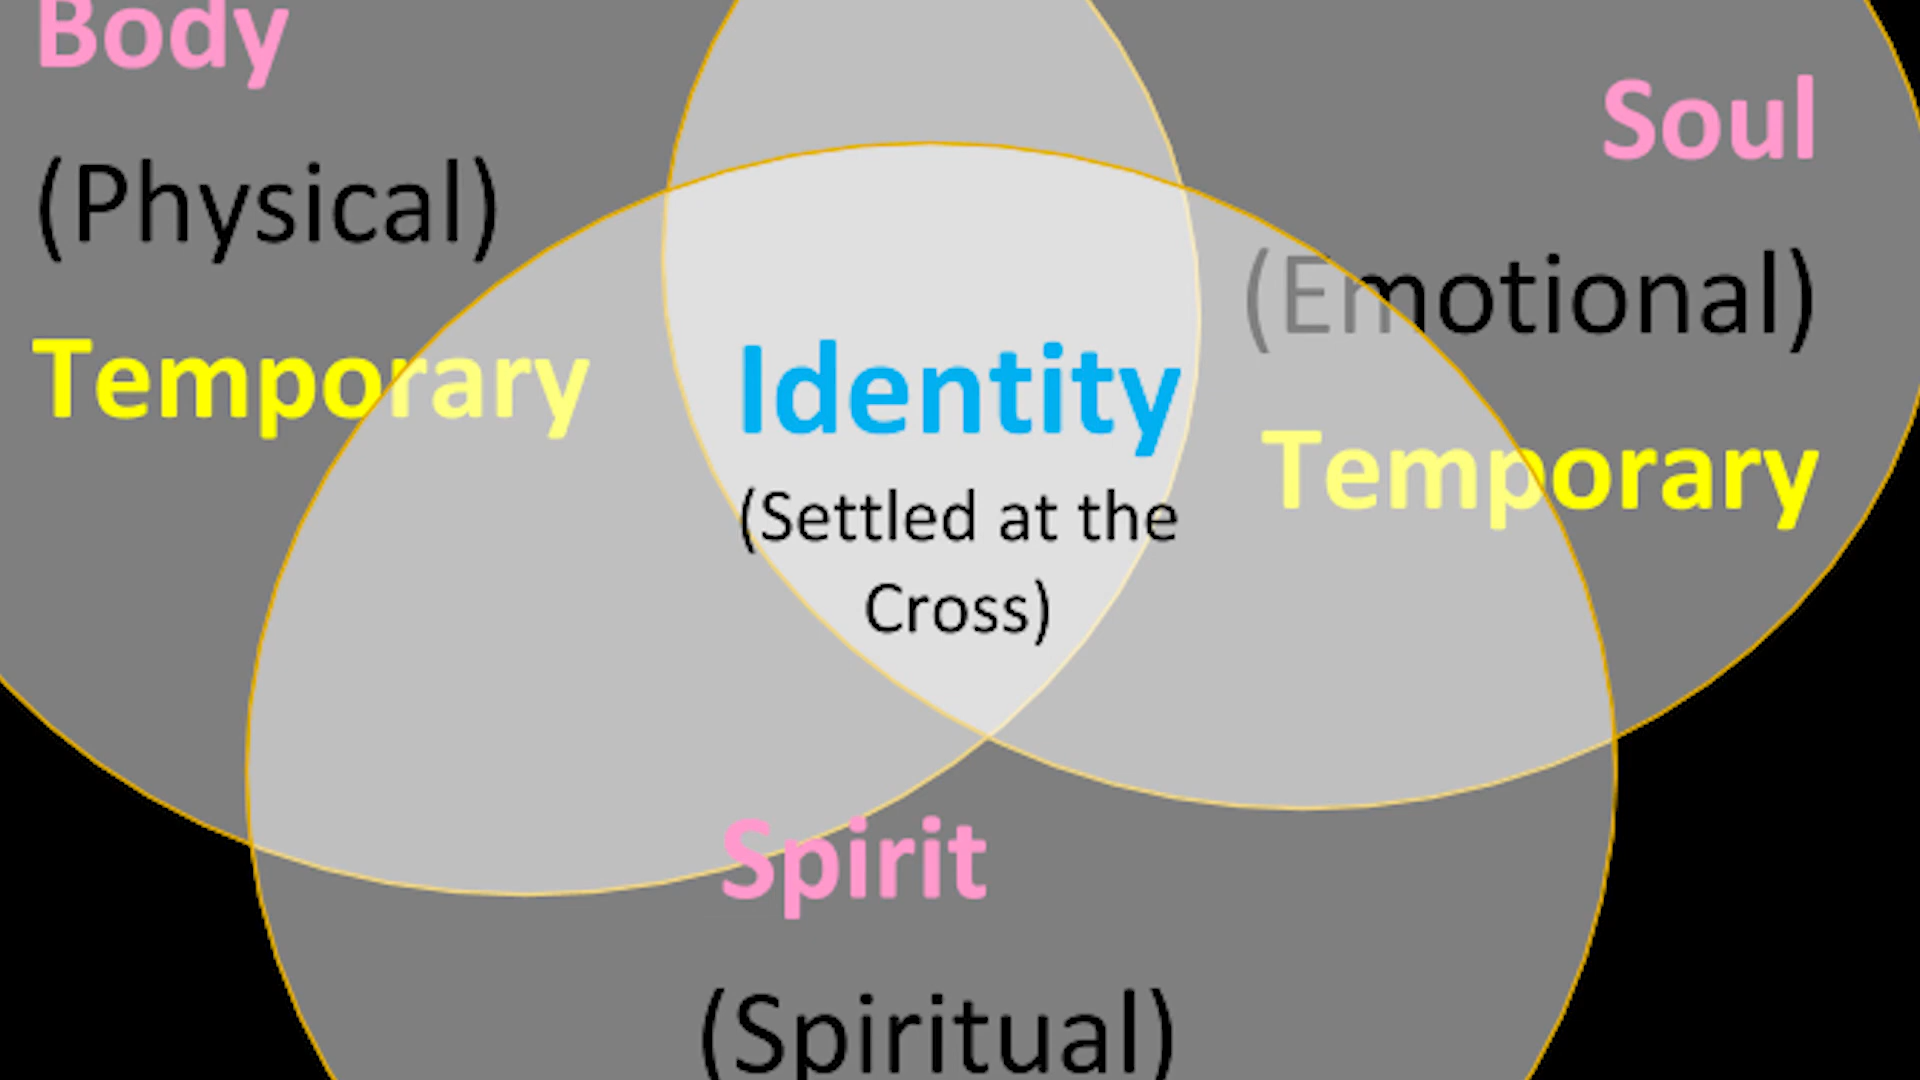 Body
(Physical)
Temporary
Soul
(Emotional)
Temporary
Identity
(Settled at the
Cross)
Spirit
(Spiritual)